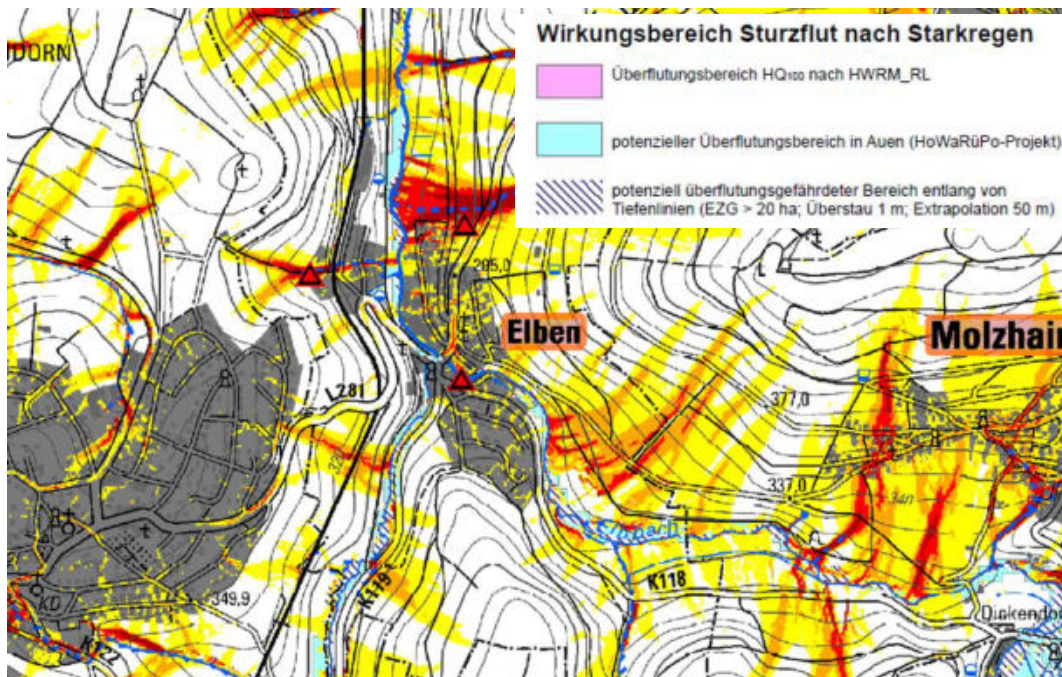 Wirkungsbereich Sturzflut nach Starkregen
Überflutungsbereich HQ100 nach HWRM_RL
potenzieller Überflutungsbereich in Auen (HoWaRüPo-Projekt)
potenziell überflutungsgefährdeter Bereich entlang von
Tiefenlinien (EZG > 20 ha; Überstau 1 m; Extrapolation 50 m)
DORN
295,0
Elben
Molzhain
L 281
377,0
337,0
K119
K118
349,9
KD
Dickendorf